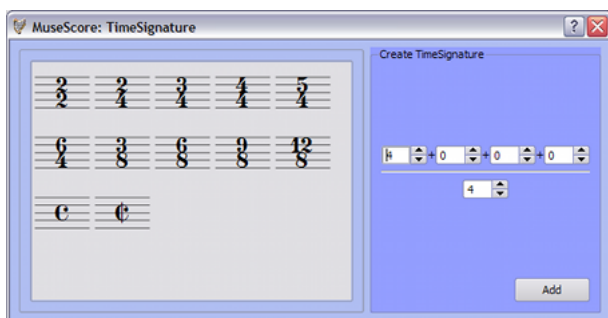 MuseScore: TimeSignature
Create TimeSignature
2 2 3 4 5
2 4 4 4 4
6 3 6 9 12
4 8 8 8 8
4 + 0 + 0 + 0
4
Add